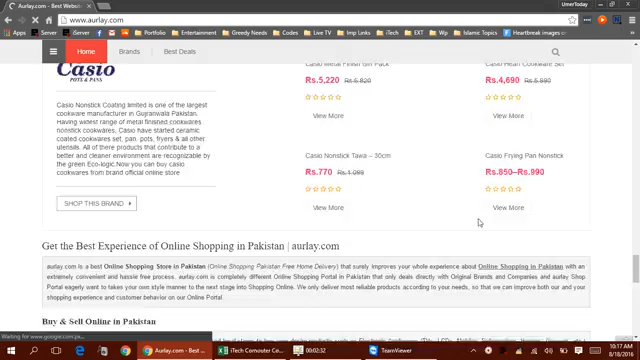 Aurlay.com – Best Website
UmerToday
www.aurlay.com
Apps Social Server iServer Ports Entertainment Greedy Needs Coding iTech EXT Wp Islamic Topics Heartbreak images an
Home Brands Best Deals
Casio
POTS & PANS
Casio Nonstick Coating limited is one of the largest
cookware manufacturer in Gujranwala Pakistan.
Having widest range of metal finished cookwares
nonstick cookwares, Casio have started ceramic
coated cookwares set, pan, pots, fryers & all other
utensils. All of there products that contribute to a
better and cleaner environment are recognizable by
the green Eco-logic.Now you can buy casio
cookwares from brand official online store
SHOP THIS BRAND
Casio Metal Finish Gift Pack
Rs.5,220 Rs.5,820
View More
Casio Heart Cookware Set
Rs.4,690 Rs.5,990
View More
Casio Nonstick Tawa – 30cm
Rs.770 Rs.1,099
View More
Casio Frying Pan Nonstick
Rs.850–Rs.990
View More
Get the Best Experience of Online Shopping in Pakistan | aurlay.com
aurlay.com is a best Online Shopping Store in Pakistan (Online Shopping Pakistan Free Home Delivery) that surely improves your whole experience about Online Shopping in Pakistan with an
extremely convenient and hassle free process. aurlay.com is completely different Online Shopping Portal in Pakistan that only deals directly with Original Brands and Companies and aurlay Shop
Portal eagerly want to takes your own style manner to the next stage into Shopping Online. We only deliver most reliable products according to your needs, so that we can improve both our and your
shopping experience and customer behavior on our Online Portal.
Buy & Sell Online in Pakistan
Waiting for www.google.com.pa...
Aurlay.com - Best ...
iTech Computer Co...
00:02:32
TeamViewer
10:17 AM
8/18/2016